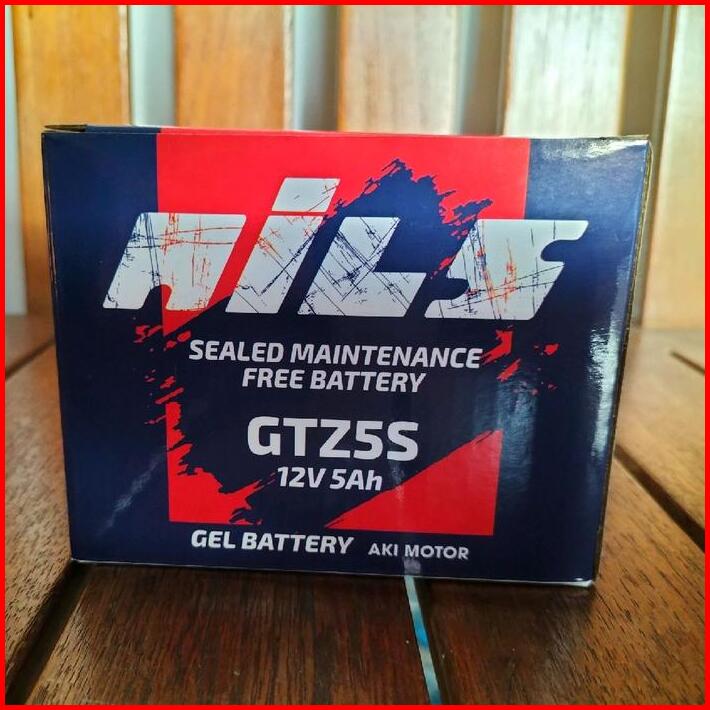 NILS
SEALED MAINTENANCE
FREE BATTERY
GTZ5S
12V 5Ah
GEL BATTERY AKI MOTOR